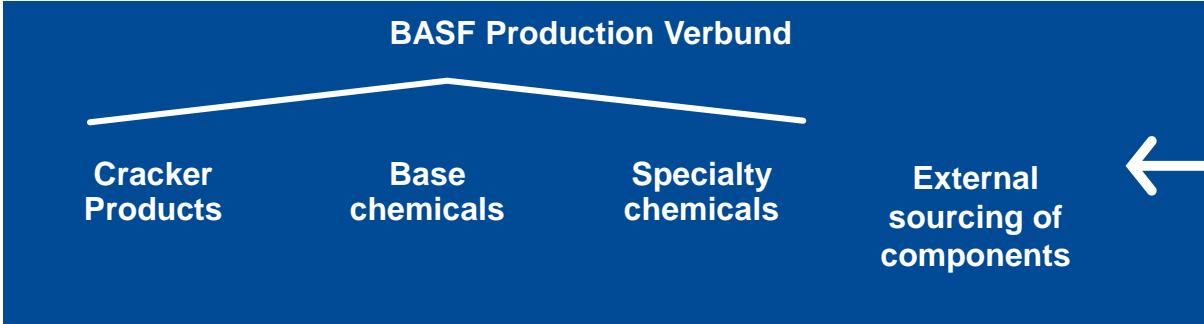 BASF Production Verbund
Cracker
Products
Base
chemicals
Specialty
chemicals
External
sourcing of
components